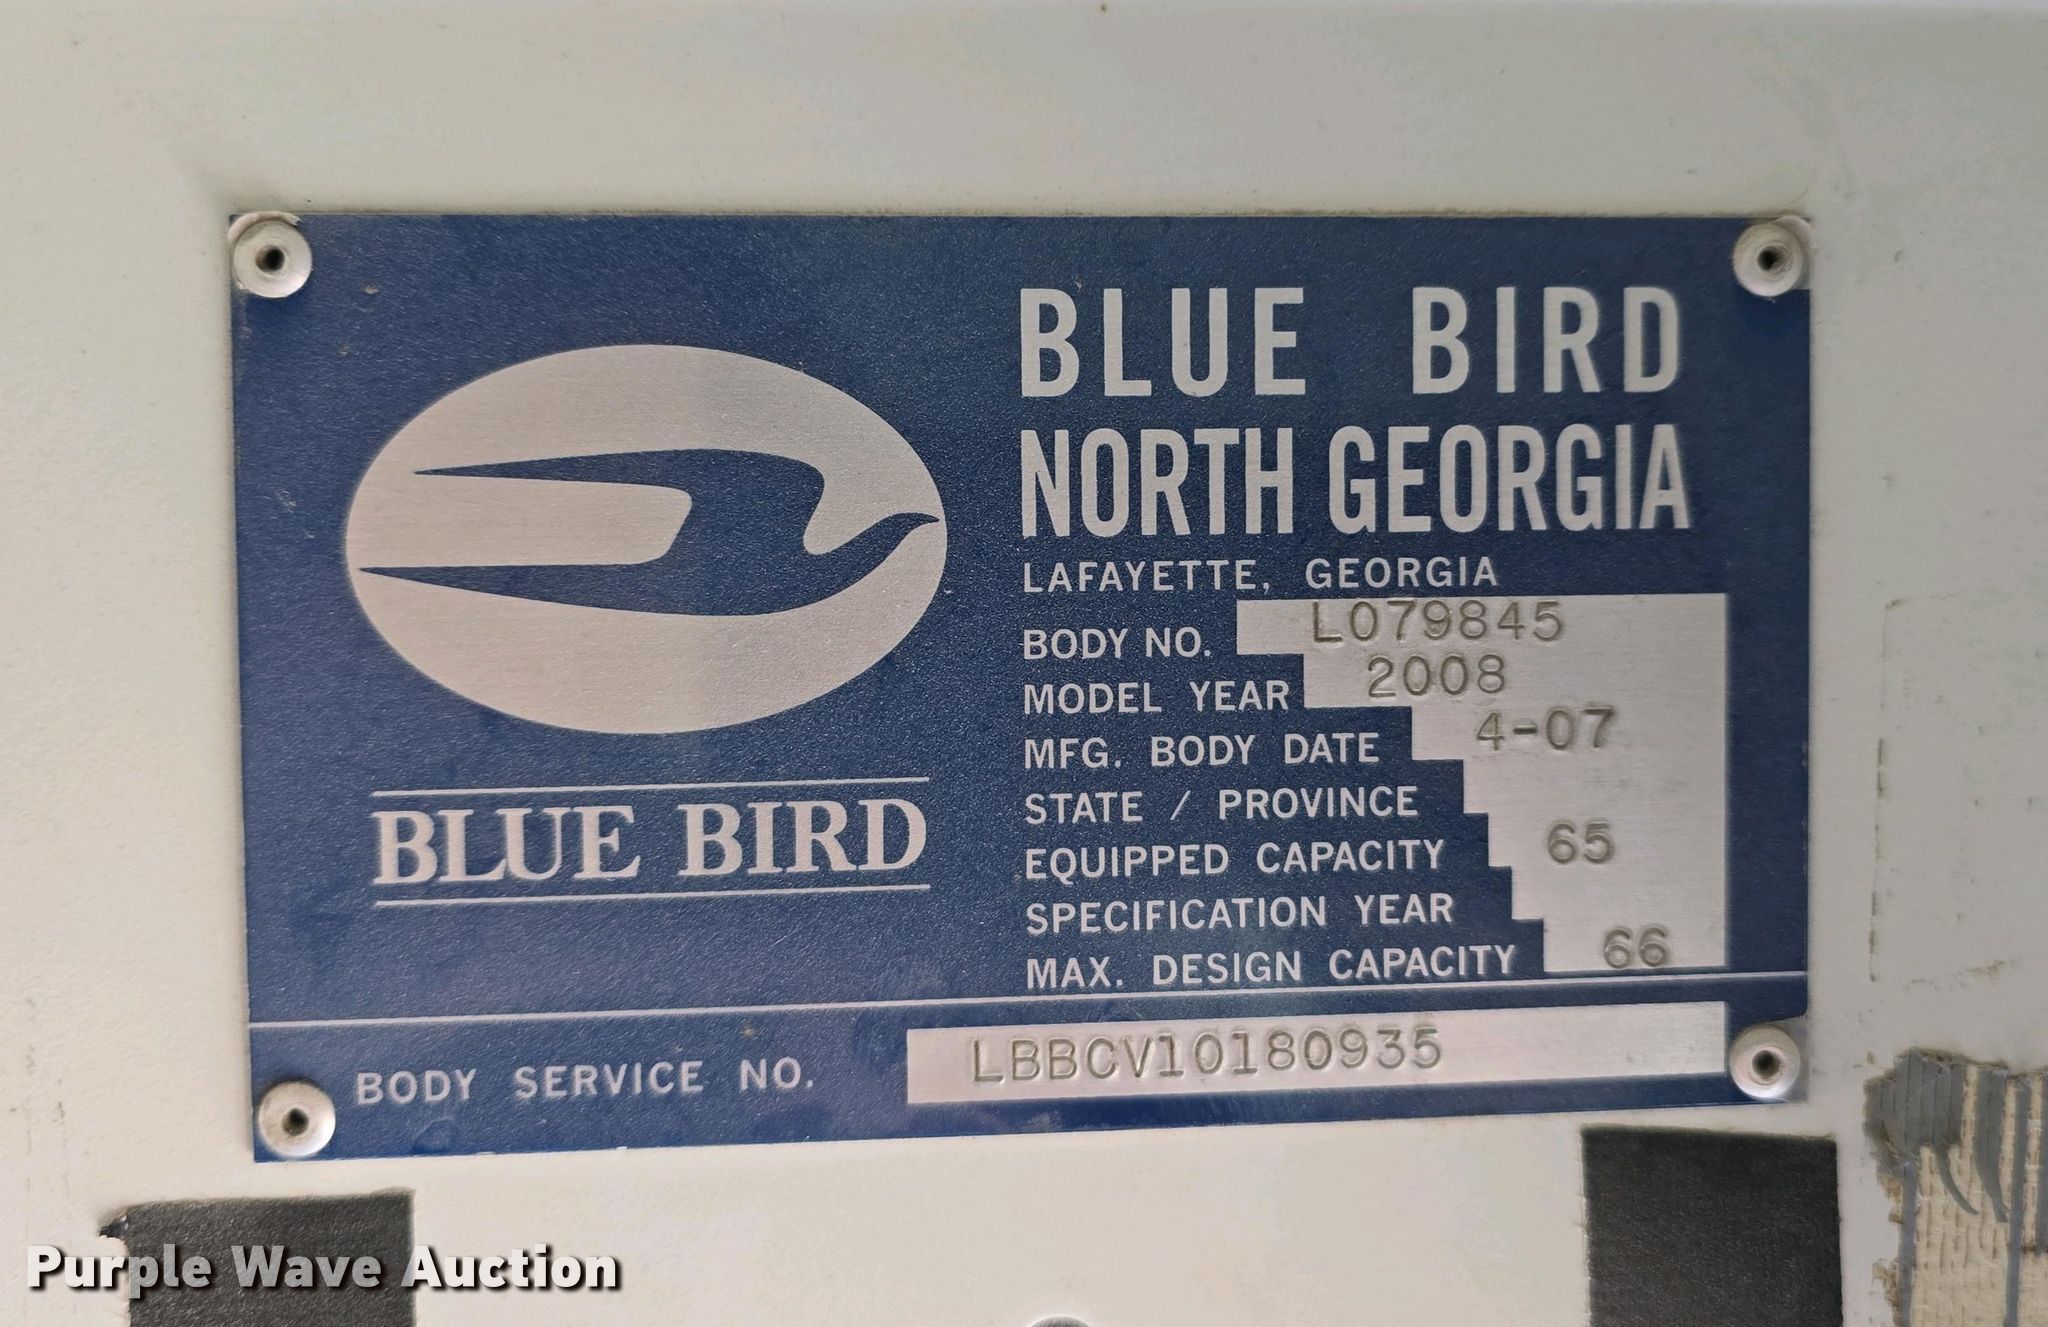 BLUE BIRD
NORTH GEORGIA
LAFAYETTE, GEORGIA
BODY NO. L079845
MODEL YEAR 2008
MFG. BODY DATE 4-07
STATE / PROVINCE
EQUIPPED CAPACITY 65
SPECIFICATION YEAR
MAX. DESIGN CAPACITY 66
BLUE BIRD
BODY SERVICE NO. LBBCV10180935
Purple Wave Auction